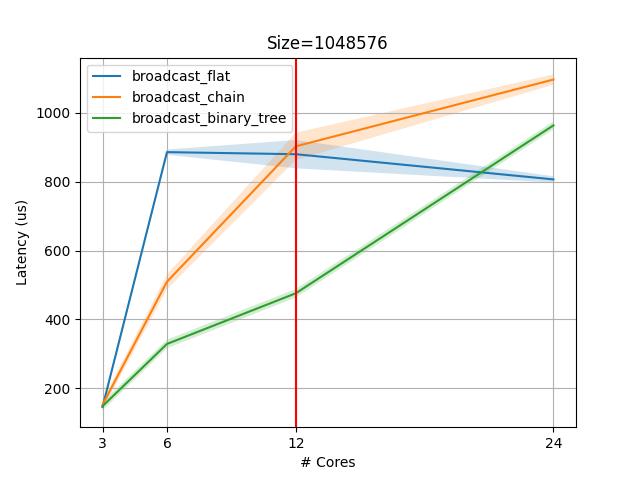 Size=1048576
broadcast_flat
broadcast_chain
broadcast_binary_tree
Latency (us)
1000
800
600
400
200
3 6 12 24
# Cores